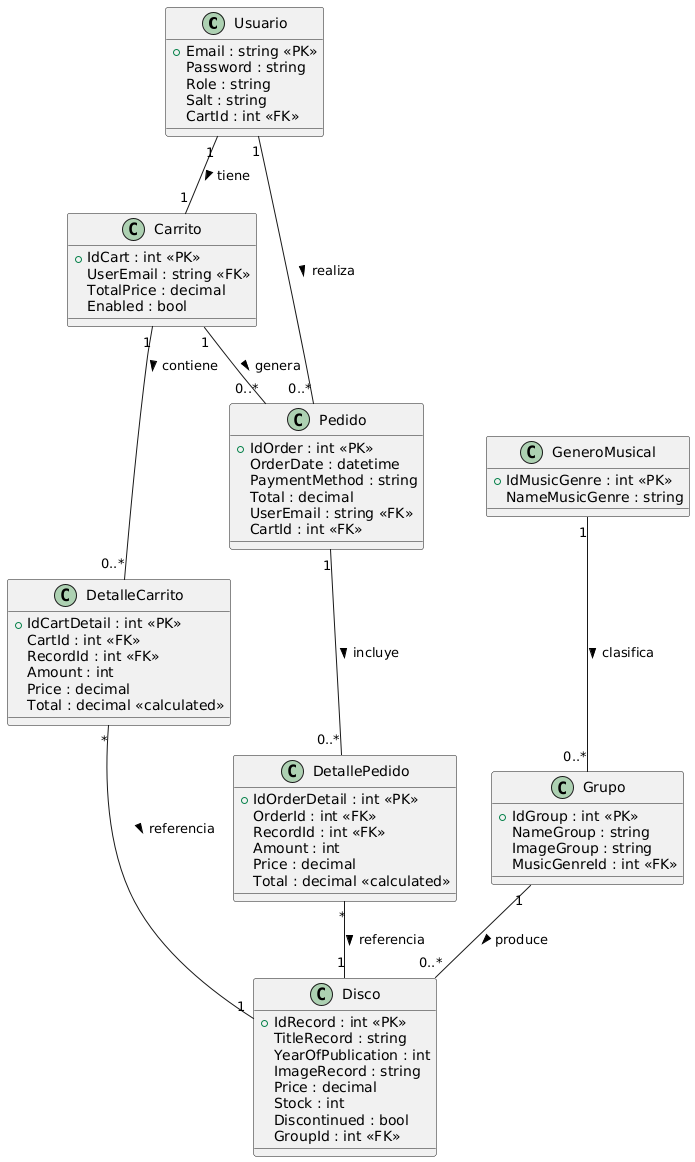 C Usuario
Email : string «PK»
Password : string
Role : string
Salt : string
CartId : int «FK»
1
1
tiene
1
realiza
C Carrito
IdCart : int «PK»
UserEmail : string «FK»
TotalPrice : decimal
Enabled : bool
1
1
contiene
genera
0..*
0..*
C Pedido
IdOrder : int «PK»
OrderDate : datetime
PaymentMethod : string
Total : decimal
UserEmail : string «FK»
CartId : int «FK»
C GeneroMusical
IdMusicGenre : int «PK»
NameMusicGenre : string
1
1
0..*
C DetalleCarrito
IdCartDetail : int «PK»
CartId : int «FK»
RecordId : int «FK»
Amount : int
Price : decimal
Total : decimal «calculated»
incluye
clasifica
*
0..*
0..*
C DetallePedido
IdOrderDetail : int «PK»
OrderId : int «FK»
RecordId : int «FK»
Amount : int
Price : decimal
Total : decimal «calculated»
C Grupo
IdGroup : int «PK»
NameGroup : string
ImageGroup : string
MusicGenreId : int «FK»
referencia
*
1
referencia
produce
1
0..*
1
C Disco
IdRecord : int «PK»
TitleRecord : string
YearOfPublication : int
ImageRecord : string
Price : decimal
Stock : int
Discontinued : bool
GroupId : int «FK»